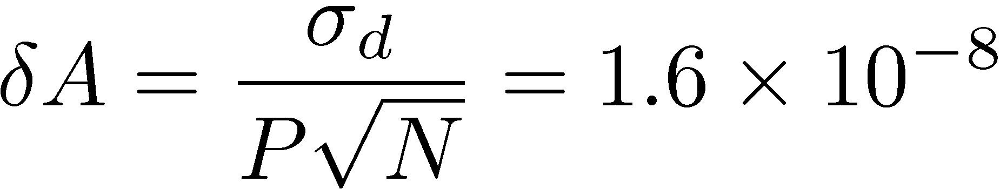 δA = σ_d / (P√N) = 1.6 × 10⁻⁸